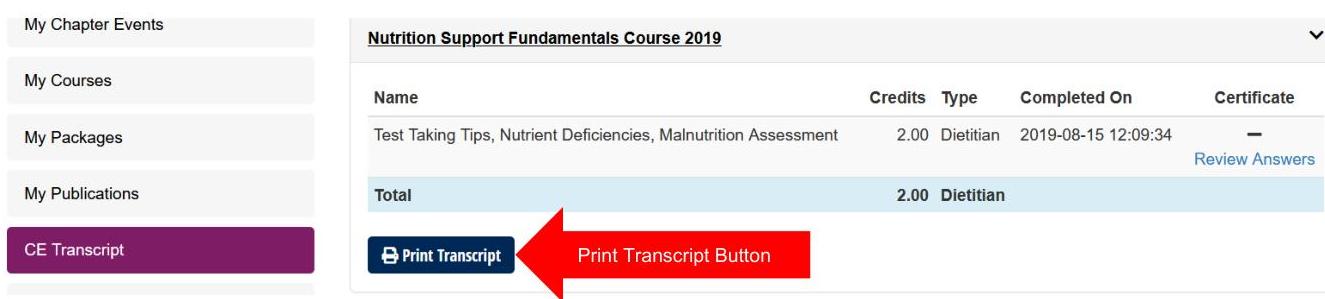 My Chapter Events
My Courses
My Packages
My Publications
CE Transcript
Nutrition Support Fundamentals Course 2019
Name Credits Type Completed On Certificate
Test Taking Tips, Nutrient Deficiencies, Malnutrition Assessment 2.00 Dietitian 2019-08-15 12:09:34 –
Review Answers
Total 2.00 Dietitian
Print Transcript
Print Transcript Button